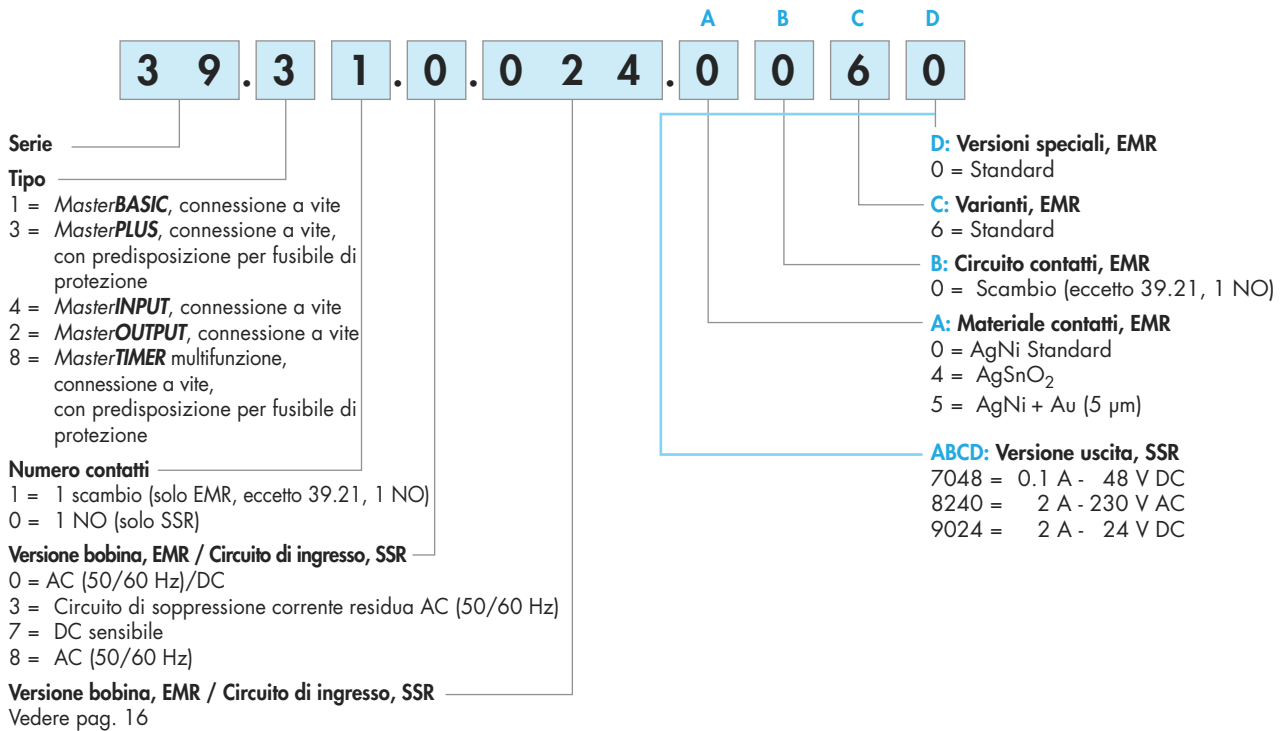 A B C D
3 9 . 3 1 . 0 . 0 2 4 . 0 0 6 0
Serie
Tipo
1 = MasterBASIC, connessione a vite
3 = MasterPLUS, connessione a vite,
con predisposizione per fusibile di
protezione
4 = MasterINPUT, connessione a vite
2 = MasterOUTPUT, connessione a vite
8 = MasterTIMER multifunzione,
connessione a vite,
con predisposizione per fusibile di
protezione
Numero contatti
1 = 1 scambio (solo EMR, eccetto 39.21, 1 NO)
0 = 1 NO (solo SSR)
Versione bobina, EMR / Circuito di ingresso, SSR
0 = AC (50/60 Hz)/DC
3 = Circuito di soppressione corrente residua AC (50/60 Hz)
7 = DC sensibile
8 = AC (50/60 Hz)
Versione bobina, EMR / Circuito di ingresso, SSR
Vedere pag. 16
D: Versioni speciali, EMR
0 = Standard
C: Varianti, EMR
6 = Standard
B: Circuito contatti, EMR
0 = Scambio (eccetto 39.21, 1 NO)
A: Materiale contatti, EMR
0 = AgNi Standard
4 = AgSnO2
5 = AgNi + Au (5 µm)
ABCD: Versione uscita, SSR
7048 = 0.1 A - 48 V DC
8240 = 2 A - 230 V AC
9024 = 2 A - 24 V DC